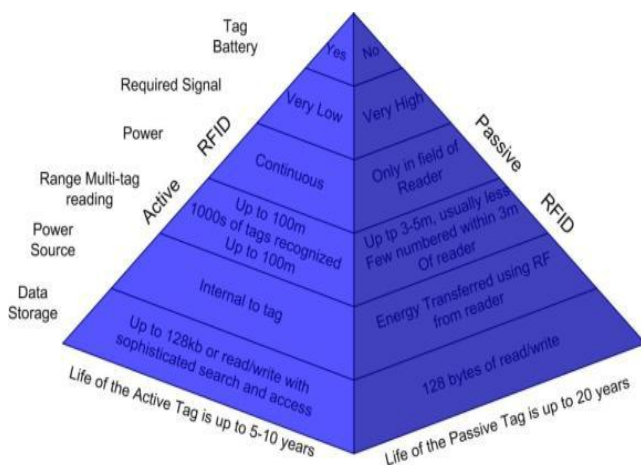 Tag
Battery
Required Signal
Power
Range Multi-tag
reading
Power
Source
Data
Storage
Active RFID
Passive RFID
Yes
No
Very Low
Very High
Continuous
Only in field of
Reader
Up to 100m
1000s of tags recognized
Up to 100m
Up tp 3-5m, usually less
Few numbered within 3m
Of reader
Internal to tag
Energy Transferred using RF
from reader
Up to 128kb or read/write with
sophisticated search and access
128 bytes of read/write
Life of the Active Tag is up to 5-10 years
Life of the Passive Tag is up to 20 years